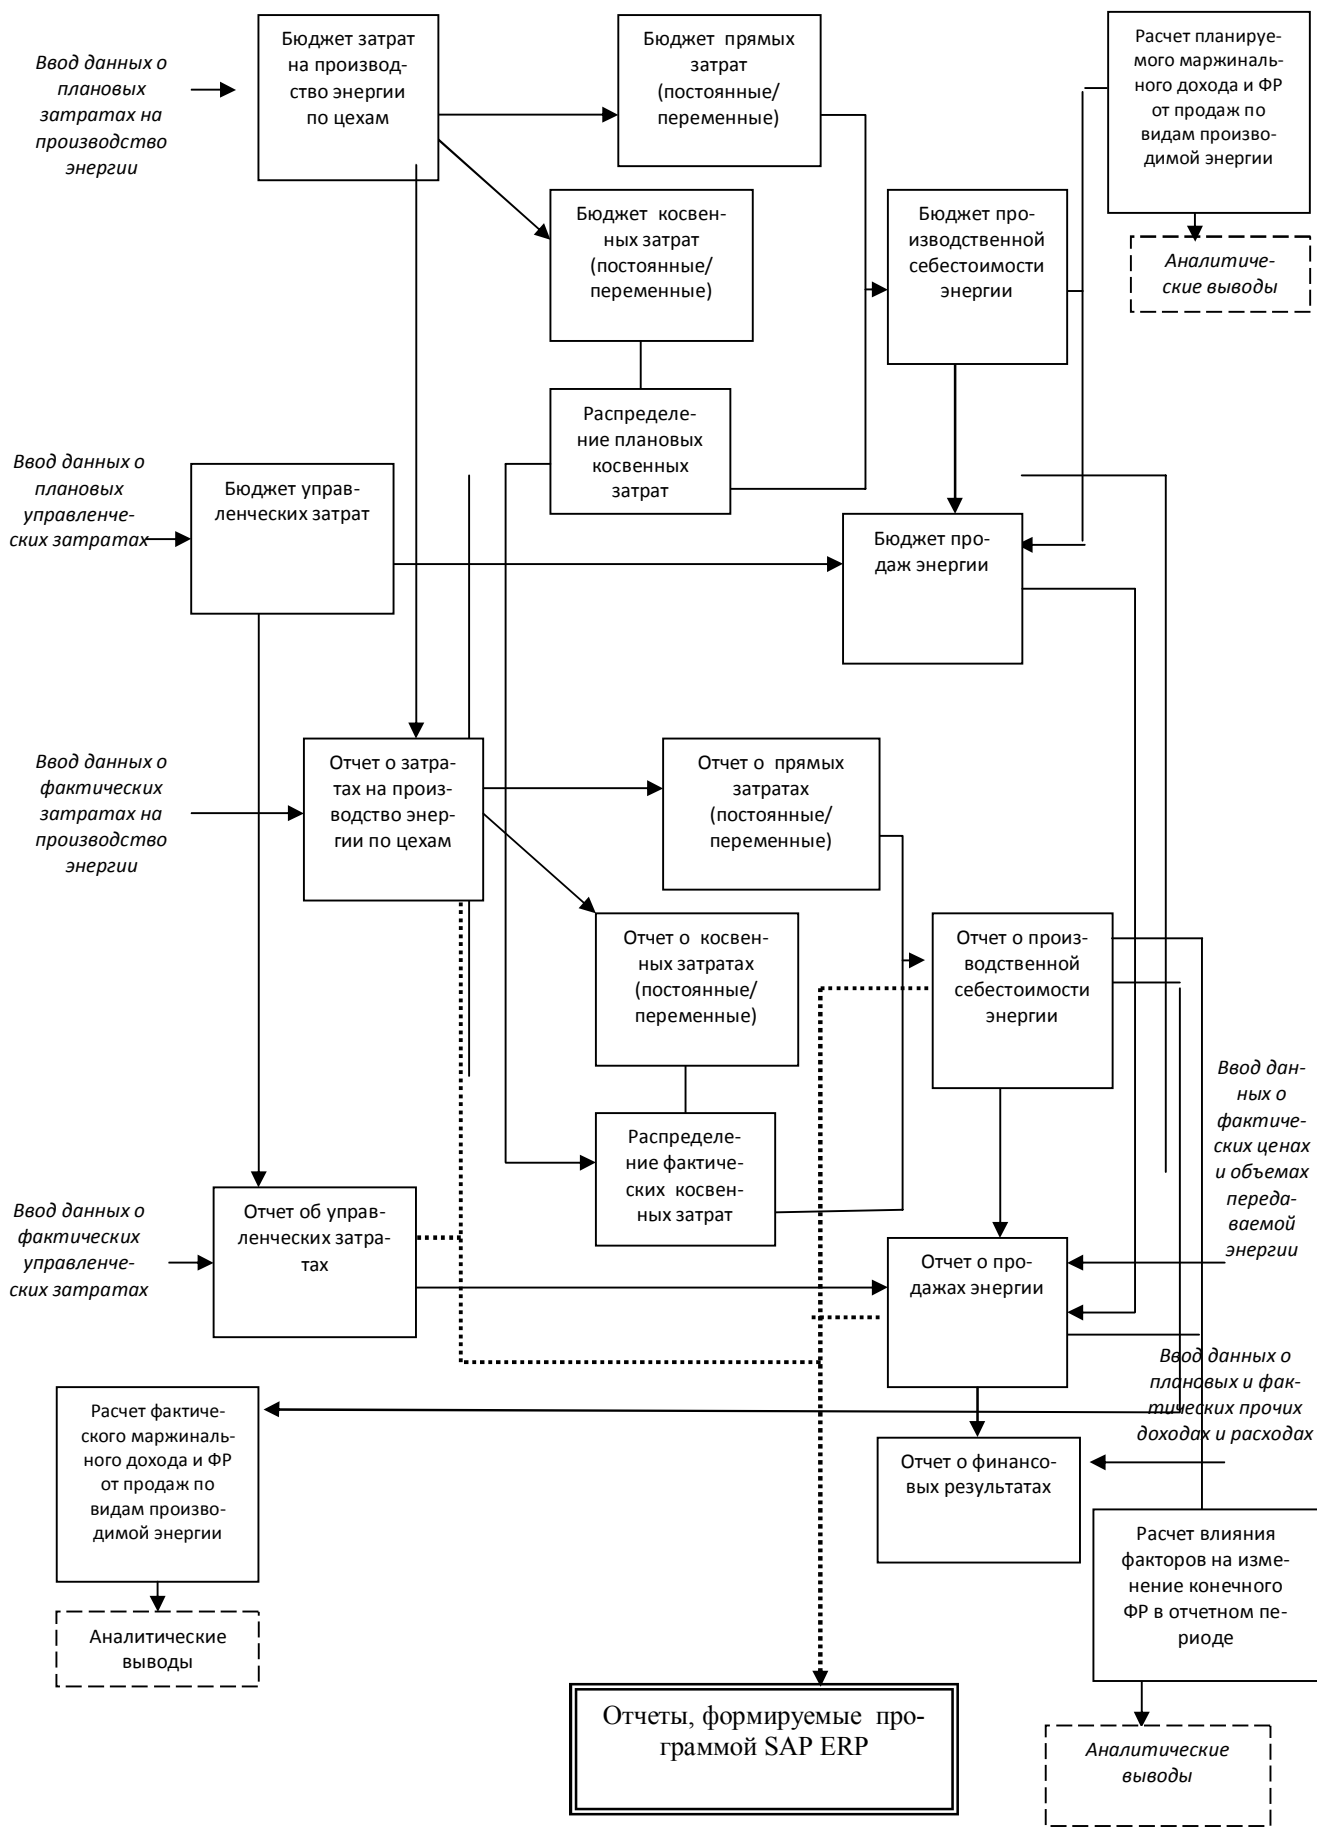 Ввод данных о
плановых
затратах на
производство
энергии
Бюджет затрат
на производ-
ство энергии
по цехам
Бюджет прямых
затрат
(постоянные/
переменные)
Расчет планируе-
мого маржиналь-
ного дохода и ФР
от продаж по
видам произво-
димой энергии
Бюджет косвен-
ных затрат
(постоянные/
переменные)
Бюджет про-
изводственной
себестоимости
энергии
Аналитиче-
ские выводы
Распределе-
ние плановых
косвенных
затрат
Ввод данных о
плановых
управленче-
ских затратах
Бюджет управ-
ленческих затрат
Бюджет про-
даж энергии
Ввод данных о
фактических
затратах на
производство
энергии
Отчет о затра-
тах на произ-
водство энер-
гии по цехам
Отчет о прямых
затратах
(постоянные/
переменные)
Отчет о косвен-
ных затратах
(постоянные/
переменные)
Отчет о произ-
водственной
себестоимости
энергии
Ввод дан-
ных о
фактиче-
ских ценах
и объемах
переда-
ваемой
энергии
Распределе-
ние фактиче-
ских косвен-
ных затрат
Ввод данных о
фактических
управленче-
ских затратах
Отчет об управ-
ленческих затра-
тах
Отчет о про-
дажах энергии
Ввод данных о
плановых и фак-
тических прочих
доходах и расходах
Расчет фактиче-
ского маржиналь-
ного дохода и ФР
от продаж по
видам произво-
димой энергии
Отчет о финансо-
вых результатах
Расчет влияния
факторов на изме-
нение конечного
ФР в отчетном пе-
риоде
Аналитические
выводы
Отчеты, формируемые про-
граммой SAP ERP
Аналитические
выводы